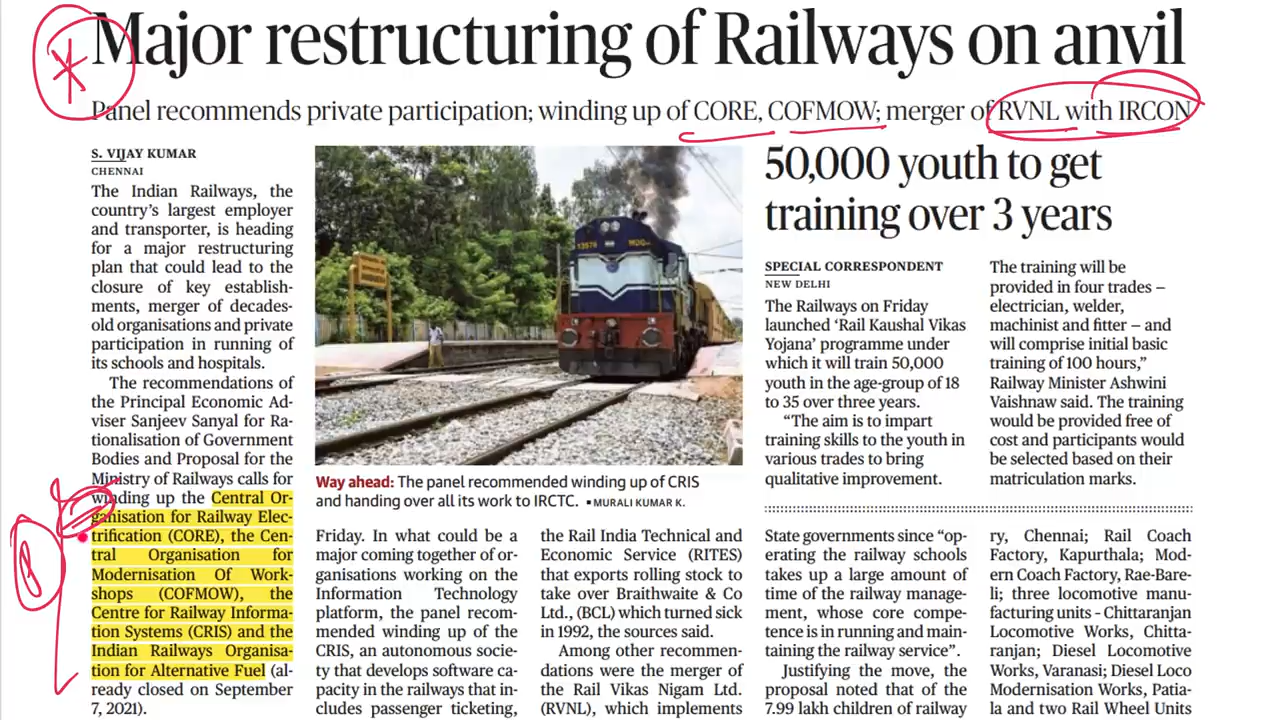 Major restructuring of Railways on anvil
Panel recommends private participation; winding up of CORE, COFMOW; merger of RVNL with IRCON
S. VIJAY KUMAR
CHENNAI
The Indian Railways, the
country's largest employer
and transporter, is heading
for a major restructuring
plan that could lead to the
closure of key establish-
ments, merger of decades-
old organisations and private
participation in running of
its schools and hospitals.
The recommendations of
the Principal Economic Ad-
viser Sanjeev Sanyal for Ra-
tionalisation of Government
Bodies and Proposal for the
Ministry of Railways calls for
winding up the Central Or-
ganisation for Railway Elec-
trification (CORE), the Cen-
tral Organisation for
Modernisation Of Work-
shops (COFMOW), the
Centre for Railway Informa-
tion Systems (CRIS) and the
Indian Railways Organisa-
tion for Alternative Fuel (al-
ready closed on September
7, 2021).
13576 MDG
Way ahead: The panel recommended winding up of CRIS
and handing over all its work to IRCTC. ▪ MURALI KUMAR K.
Friday. In what could be a
major coming together of or-
ganisations working on the
Information Technology
platform, the panel recom-
mended winding up of the
CRIS, an autonomous socie-
ty that develops software ca-
pacity in the railways that in-
cludes passenger ticketing,
the Rail India Technical and
Economic Service (RITES)
that exports rolling stock to
take over Braithwaite & Co
Ltd., (BCL) which turned sick
in 1992, the sources said.
Among other recommen-
dations were the merger of
the Rail Vikas Nigam Ltd.
(RVNL), which implements
50,000 youth to get
training over 3 years
SPECIAL CORRESPONDENT
NEW DELHI
The Railways on Friday
launched 'Rail Kaushal Vikas
Yojana' programme under
which it will train 50,000
youth in the age-group of 18
to 35 over three years.
"The aim is to impart
training skills to the youth in
various trades to bring
qualitative improvement.
The training will be
provided in four trades –
electrician, welder,
machinist and fitter – and
will comprise initial basic
training of 100 hours,"
Railway Minister Ashwini
Vaishnaw said. The training
would be provided free of
cost and participants would
be selected based on their
matriculation marks.
State governments since "op-
erating the railway schools
takes up a large amount of
time of the railway manage-
ment, whose core compe-
tence is in running and main-
taining the railway service".
Justifying the move, the
proposal noted that of the
7.99 lakh children of railway
ry, Chennai; Rail Coach
Factory, Kapurthala; Mod-
ern Coach Factory, Rae-Bare-
li; three locomotive manu-
facturing units – Chittaranjan
Locomotive Works, Chitta-
ranjan; Diesel Locomotive
Works, Varanasi; Diesel Loco
Modernisation Works, Patia-
la and two Rail Wheel Units